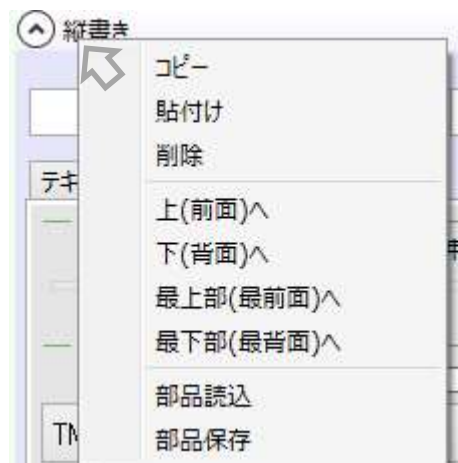 縦書き
コピー
貼付け
削除
テキ
上(前面)へ
下(背面)へ
最上部(最前面)へ
最下部(最背面)へ
部品読込
部品保存